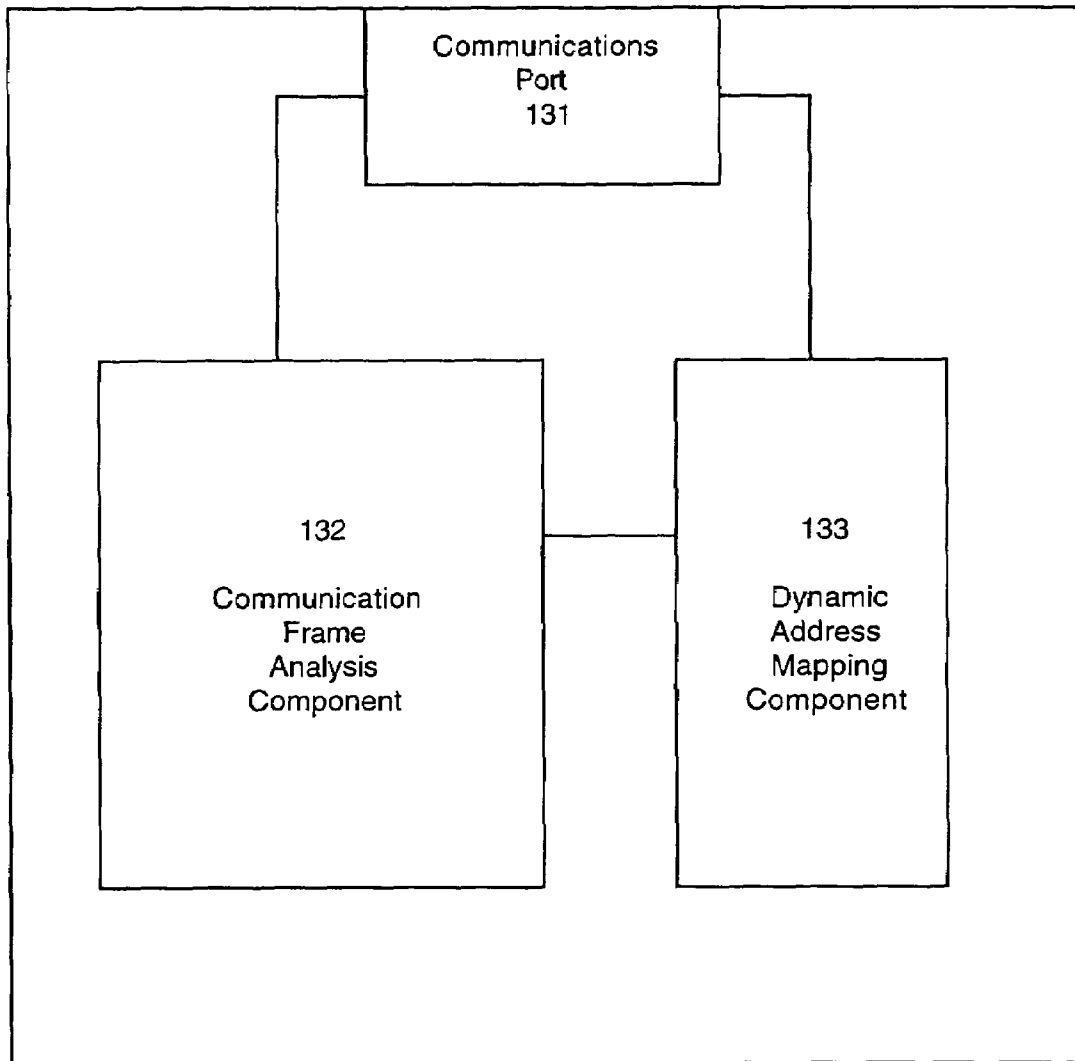 Communications
Port
131
132
Communication
Frame
Analysis
Component
133
Dynamic
Address
Mapping
Component